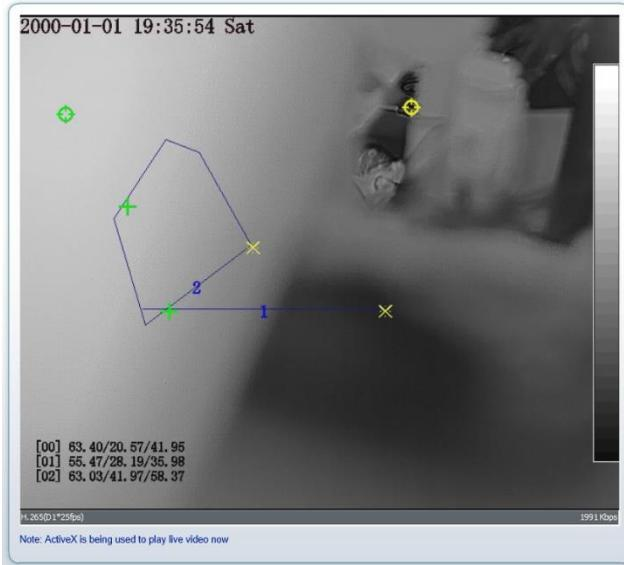 2000-01-01 19:35:54 Sat
2
1
[00] 63.40/20.57/41.95
[01] 55.47/28.19/35.98
[02] 63.03/41.97/58.37
H.265(D1*25fps)
1991 Kbps
Note: ActiveX is being used to play live video now